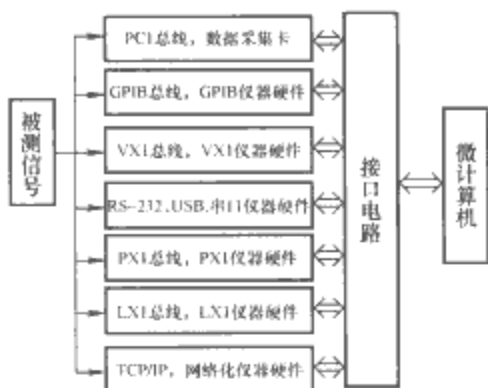 被测信号
PCI总线，数据采集卡
GPIB总线，GPIB仪器硬件
VXI总线，VXI仪器硬件
RS-232、USB、串口仪器硬件
PXI总线，PXI仪器硬件
LXI总线，LXI仪器硬件
TCP/IP，网络化仪器硬件
接口电路
微计算机